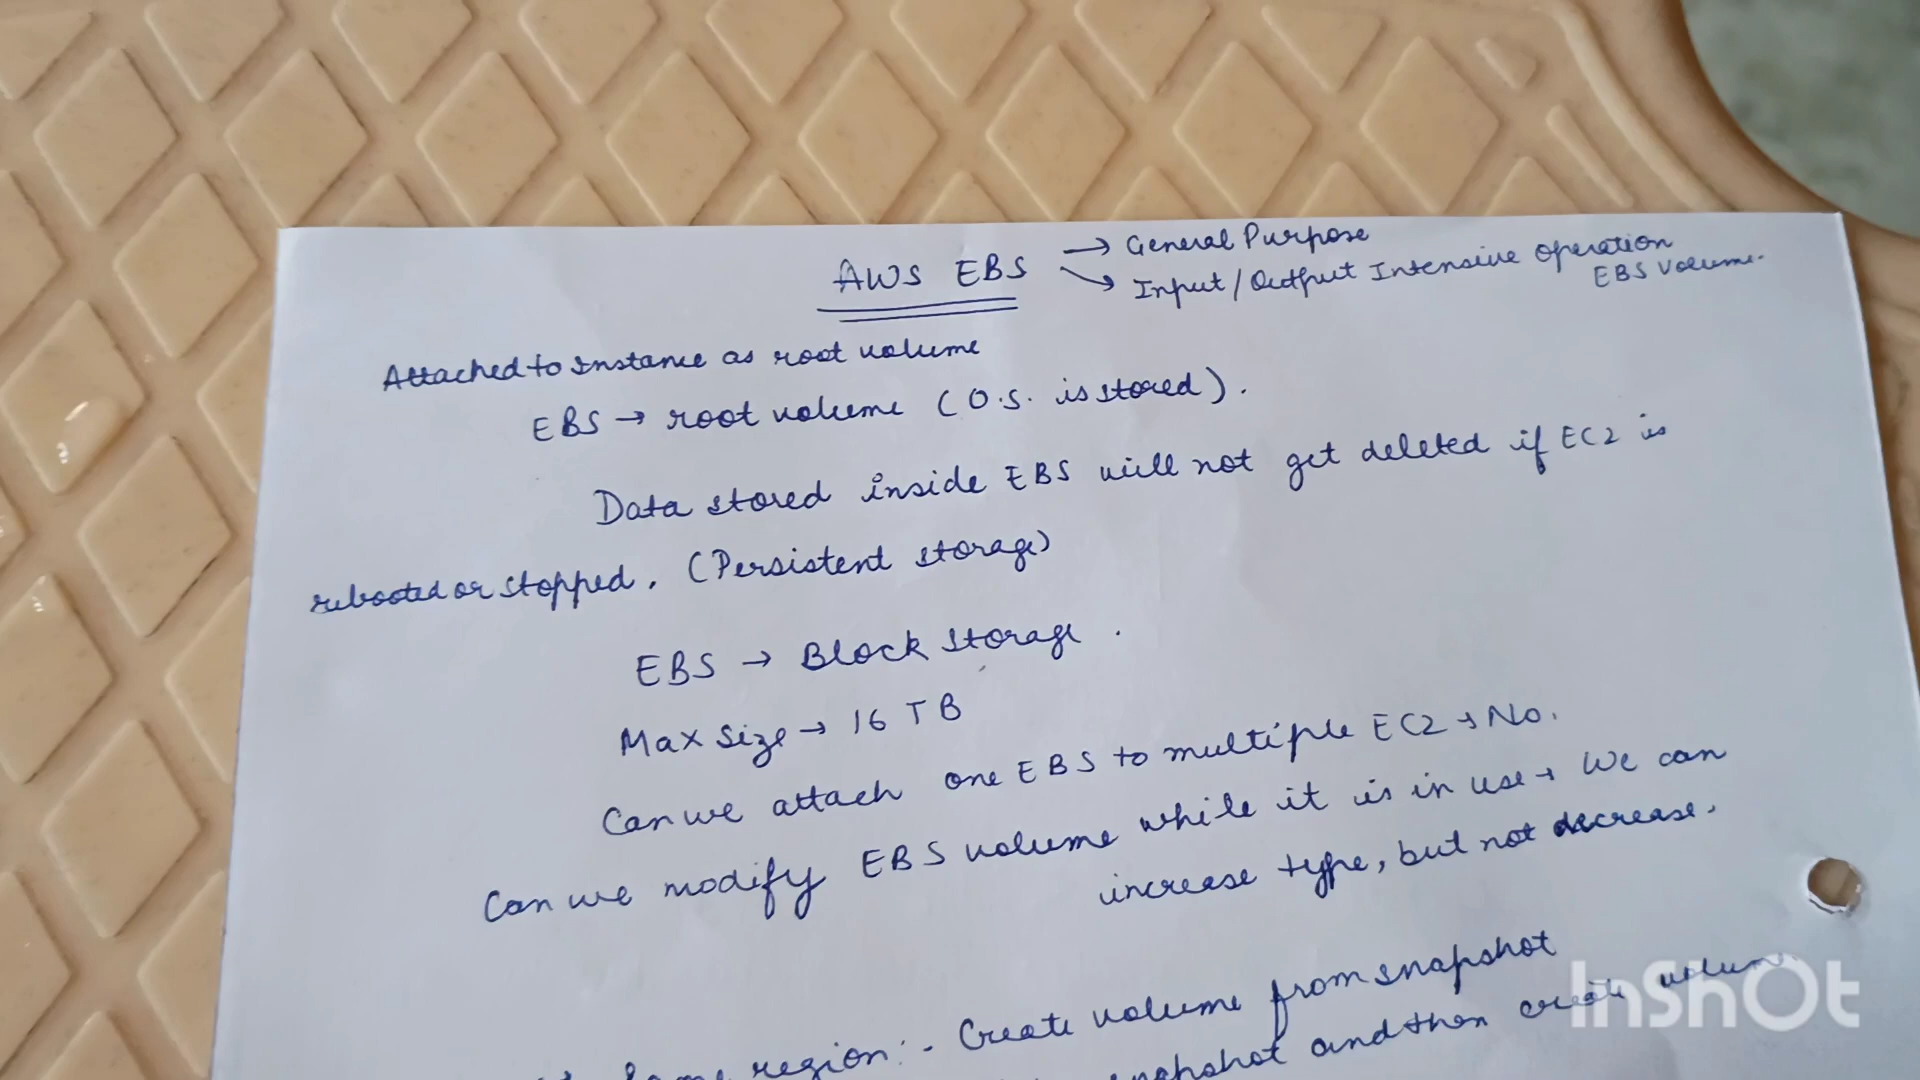 AWS EBS → General Purpose
→ Input/Output Intensive operation
EBS volume.
Attached to Instance as root volume
EBS → root volume (O.S. is stored).
Data stored inside EBS will not get deleted if EC2 is
rebooted or stopped. (Persistent storage)
EBS → Block Storage.
Max Size → 16 TB
Can we attach one EBS to multiple EC2 → No.
Can we modify EBS volume while it is in use → We can
increase type, but not decrease.
region:- Create volume from snapshot
snapshot and then create volume
InShOt